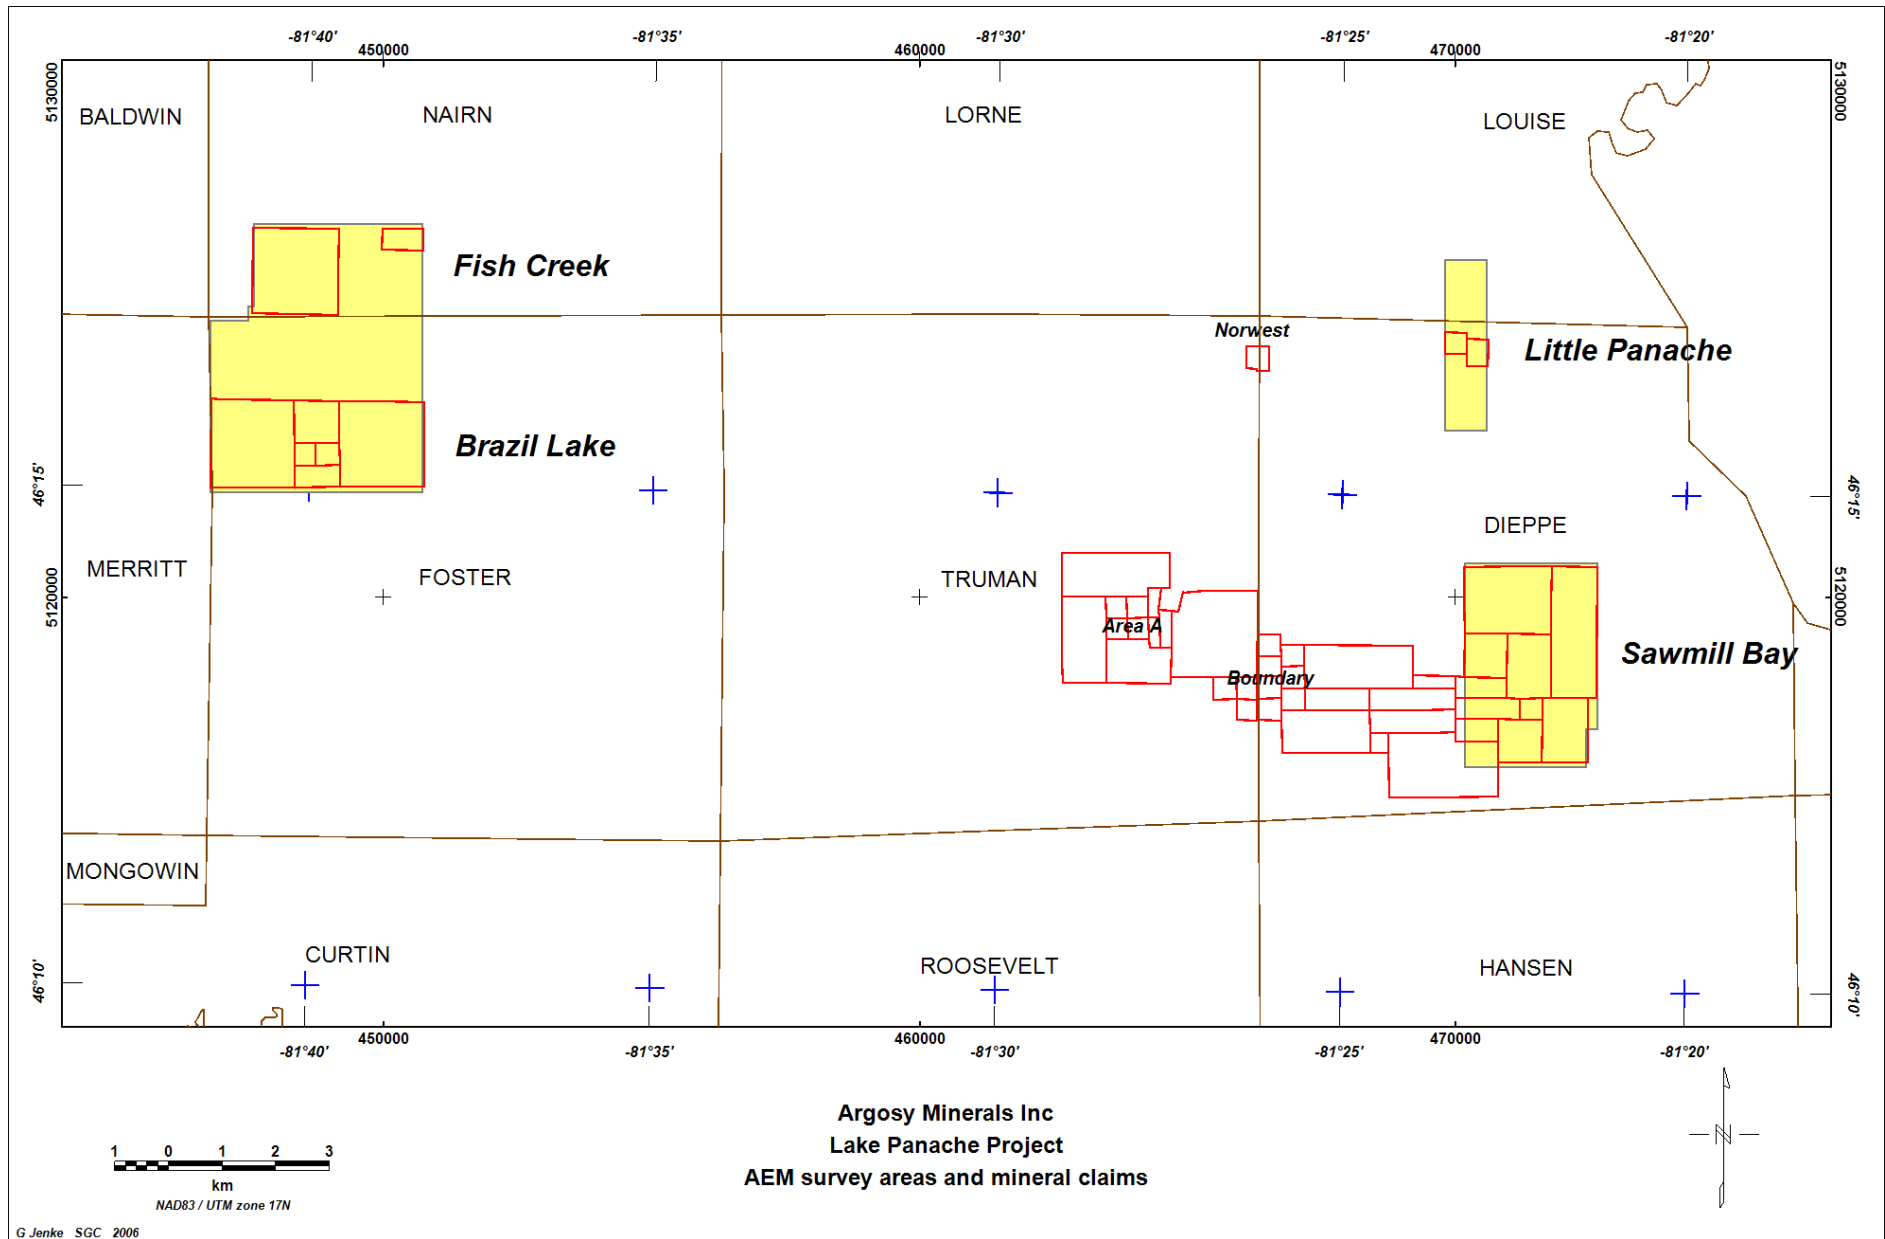 -81°40' -81°35' -81°30' -81°25' -81°20'
450000 460000 470000
5130000 5130000
BALDWIN NAIRN LORNE LOUISE
Fish Creek
Norwest
Little Panache
Brazil Lake
46°15' 46°15'
DIEPPE
MERRITT FOSTER TRUMAN
5120000 5120000
Area A
Sawmill Bay
Boundary
MONGOWIN
CURTIN ROOSEVELT HANSEN
46°10' 46°10'
450000 460000 470000
-81°40' -81°35' -81°30' -81°25' -81°20'
Argosy Minerals Inc
Lake Panache Project
AEM survey areas and mineral claims
1 0 1 2 3
km
NAD83 / UTM zone 17N
N
G Jenke SGC 2006